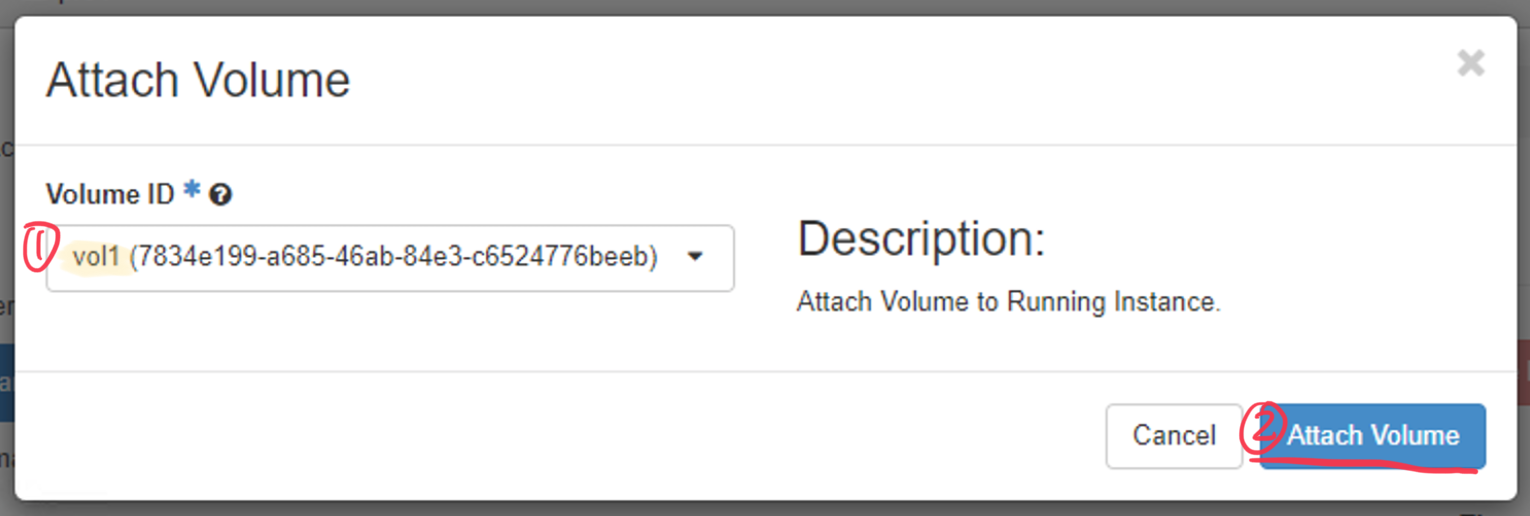 Attach Volume
×
Volume ID * ?
① vol1 (7834e199-a685-46ab-84e3-c6524776beeb)
Description:
Attach Volume to Running Instance.
Cancel
② Attach Volume